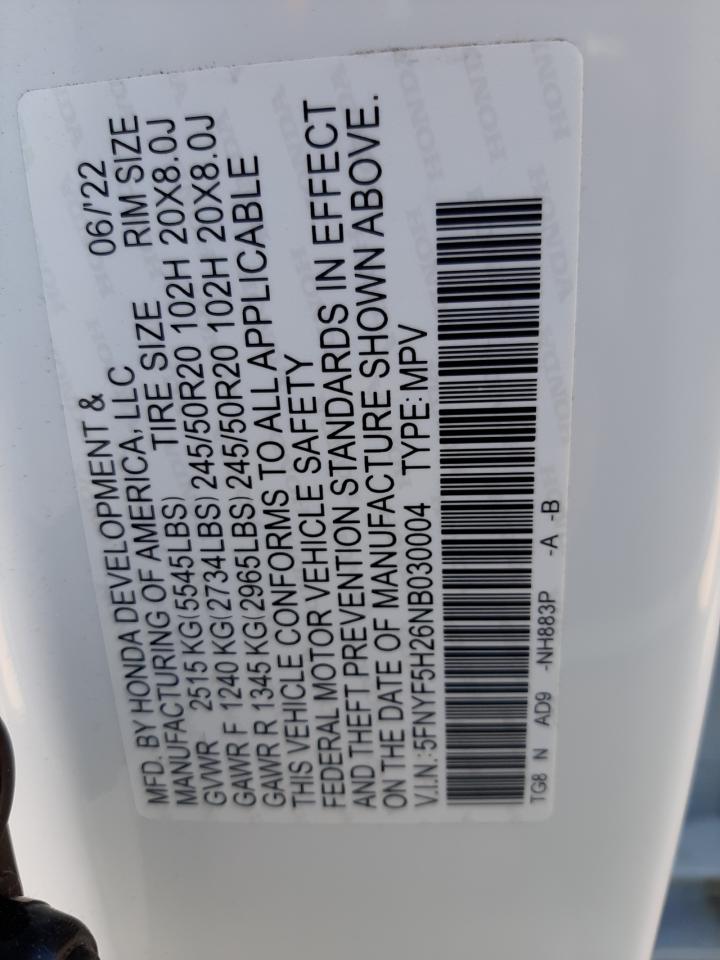 MFD. BY HONDA DEVELOPMENT & 06/'22
MANUFACTURING OF AMERICA, LLC
TIRE SIZE RIM SIZE
GVWR 2515 KG(5545LBS)
GAWR F 1240 KG(2734LBS) 245/50R20 102H 20X8.0J
GAWR R 1345 KG(2965LBS) 245/50R20 102H 20X8.0J
THIS VEHICLE CONFORMS TO ALL APPLICABLE
FEDERAL MOTOR VEHICLE SAFETY
AND THEFT PREVENTION STANDARDS IN EFFECT
ON THE DATE OF MANUFACTURE SHOWN ABOVE.
V.I.N.:5FNYF5H26NB030004 TYPE:MPV
TG8 N AD9 -NH883P -A -B
HONDA